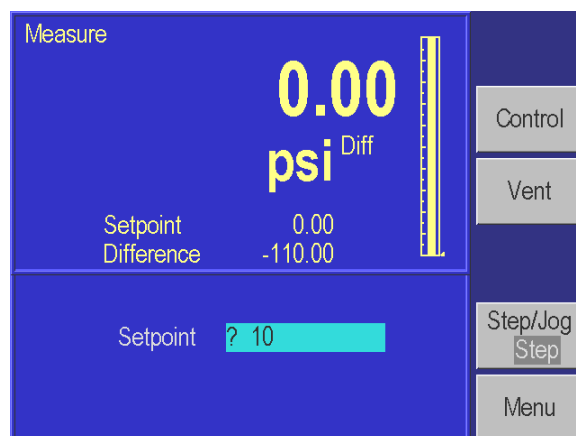 Measure
0.00
psi Diff
Setpoint 0.00
Difference -110.00
Setpoint ? 10
Control
Vent
Step/Jog
Step
Menu